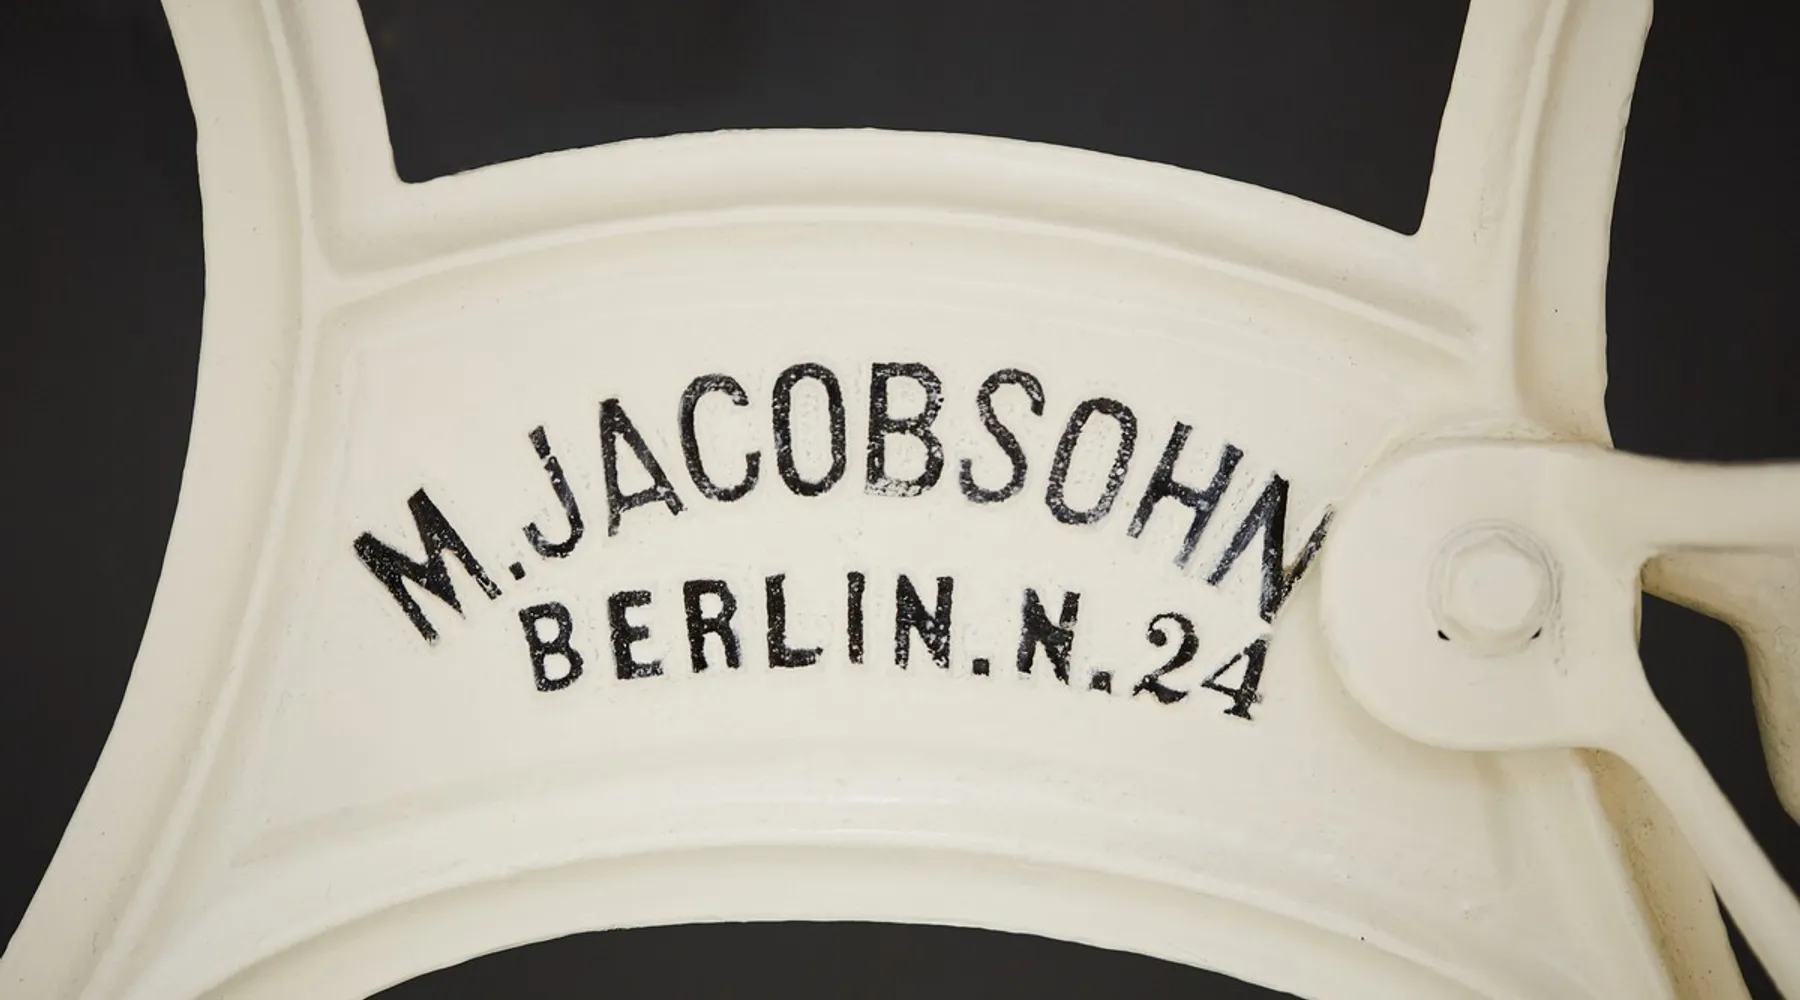 M. JACOBSOHN
BERLIN. N. 24